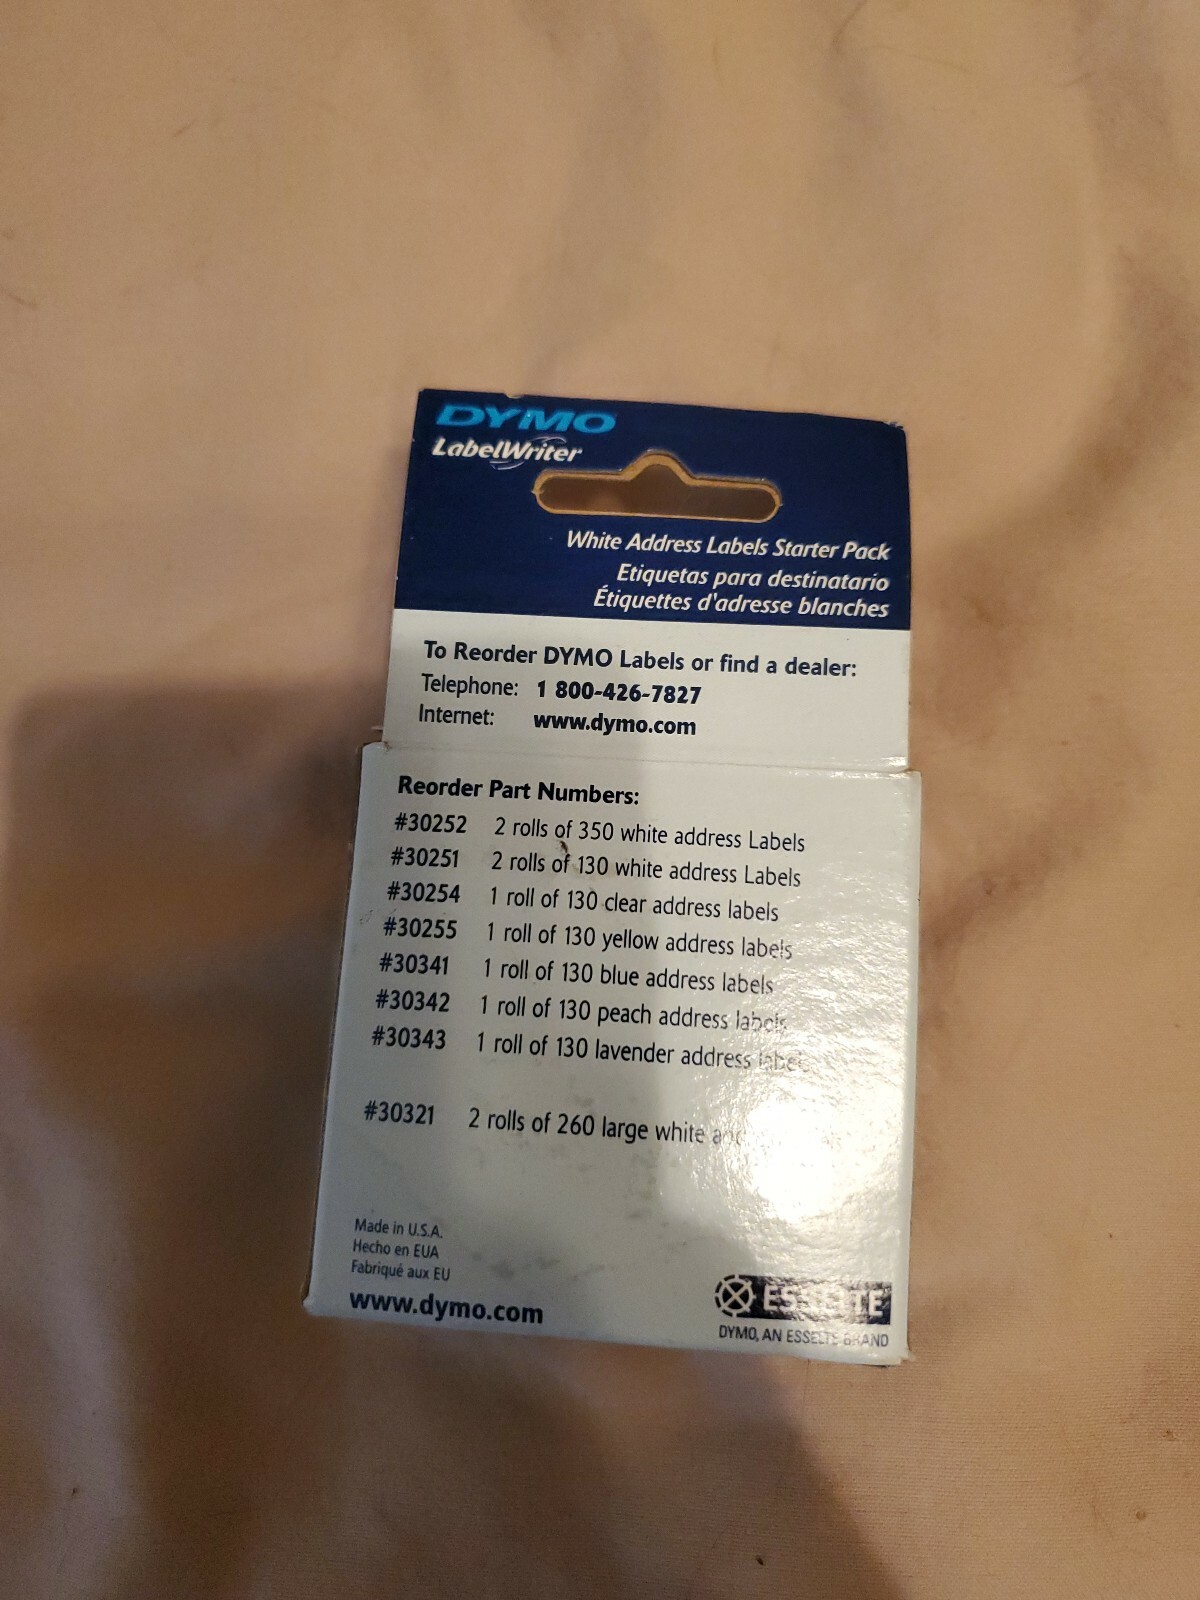 DYMO
LabelWriter
White Address Labels Starter Pack
Etiquetas para destinatario
Étiquettes d'adresse blanches
To Reorder DYMO Labels or find a dealer:
Telephone: 1 800-426-7827
Internet: www.dymo.com
Reorder Part Numbers:
#30252 2 rolls of 350 white address Labels
#30251 2 rolls of 130 white address Labels
#30254 1 roll of 130 clear address labels
#30255 1 roll of 130 yellow address labels
#30341 1 roll of 130 blue address labels
#30342 1 roll of 130 peach address labels
#30343 1 roll of 130 lavender address labels
#30321 2 rolls of 260 large white
Made in U.S.A.
Hecho en EUA
Fabriqué aux EU
www.dymo.com
ESSELTE
DYMO, AN ESSELTE BRAND